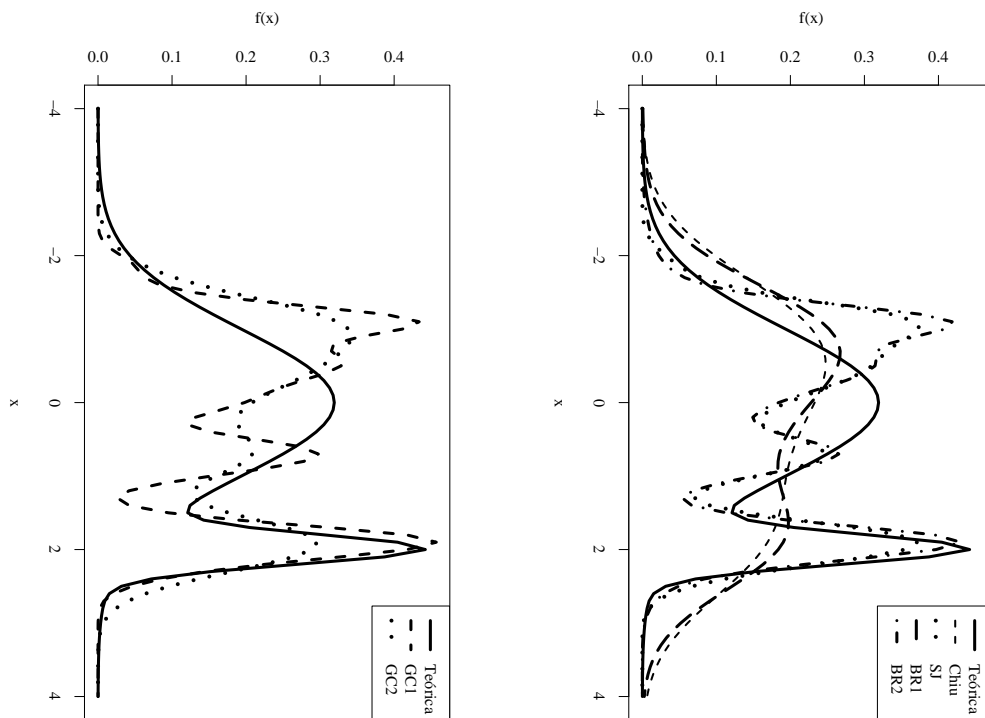 f(x)
0.0 0.1 0.2 0.3 0.4
−4 −2 0 2 4
x
Teórica
GC1
GC2
f(x)
0.0 0.1 0.2 0.3 0.4
−4 −2 0 2 4
x
Teórica
Chiu
SJ
BR1
BR2